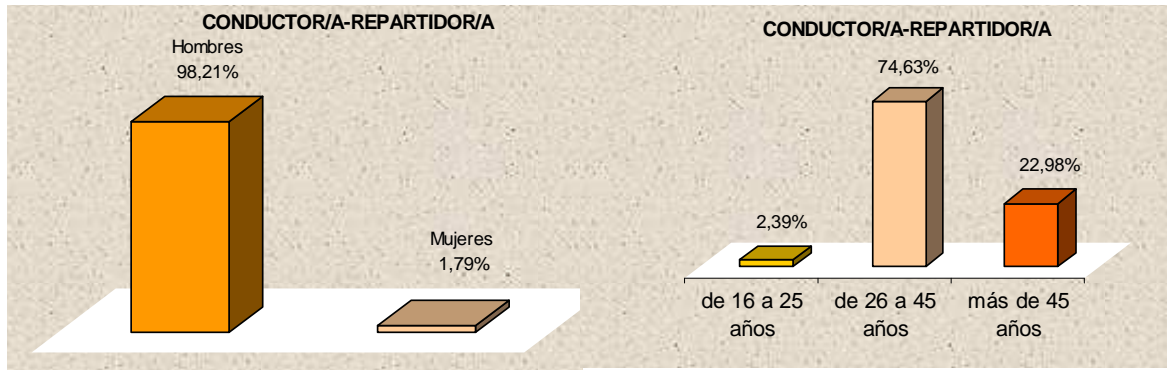 CONDUCTOR/A-REPARTIDOR/A
Hombres
98,21%
Mujeres
1,79%
CONDUCTOR/A-REPARTIDOR/A
74,63%
22,98%
2,39%
de 16 a 25
años
de 26 a 45
años
más de 45
años